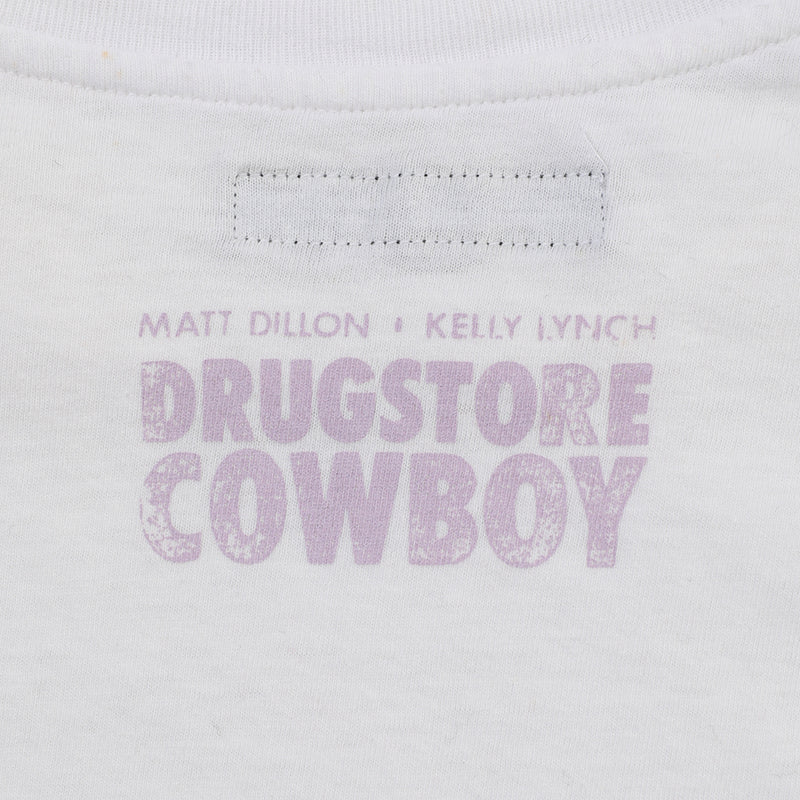 MATT DILLON • KELLY LYNCH
DRUGSTORE
COWBOY